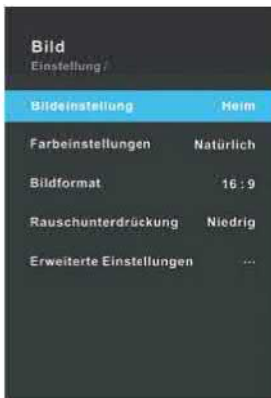 Bild
Einstellung /
Bildeinstellung Heim
Farbeinstellungen Natürlich
Bildformat 16 : 9
Rauschunterdrückung Niedrig
Erweiterte Einstellungen ...